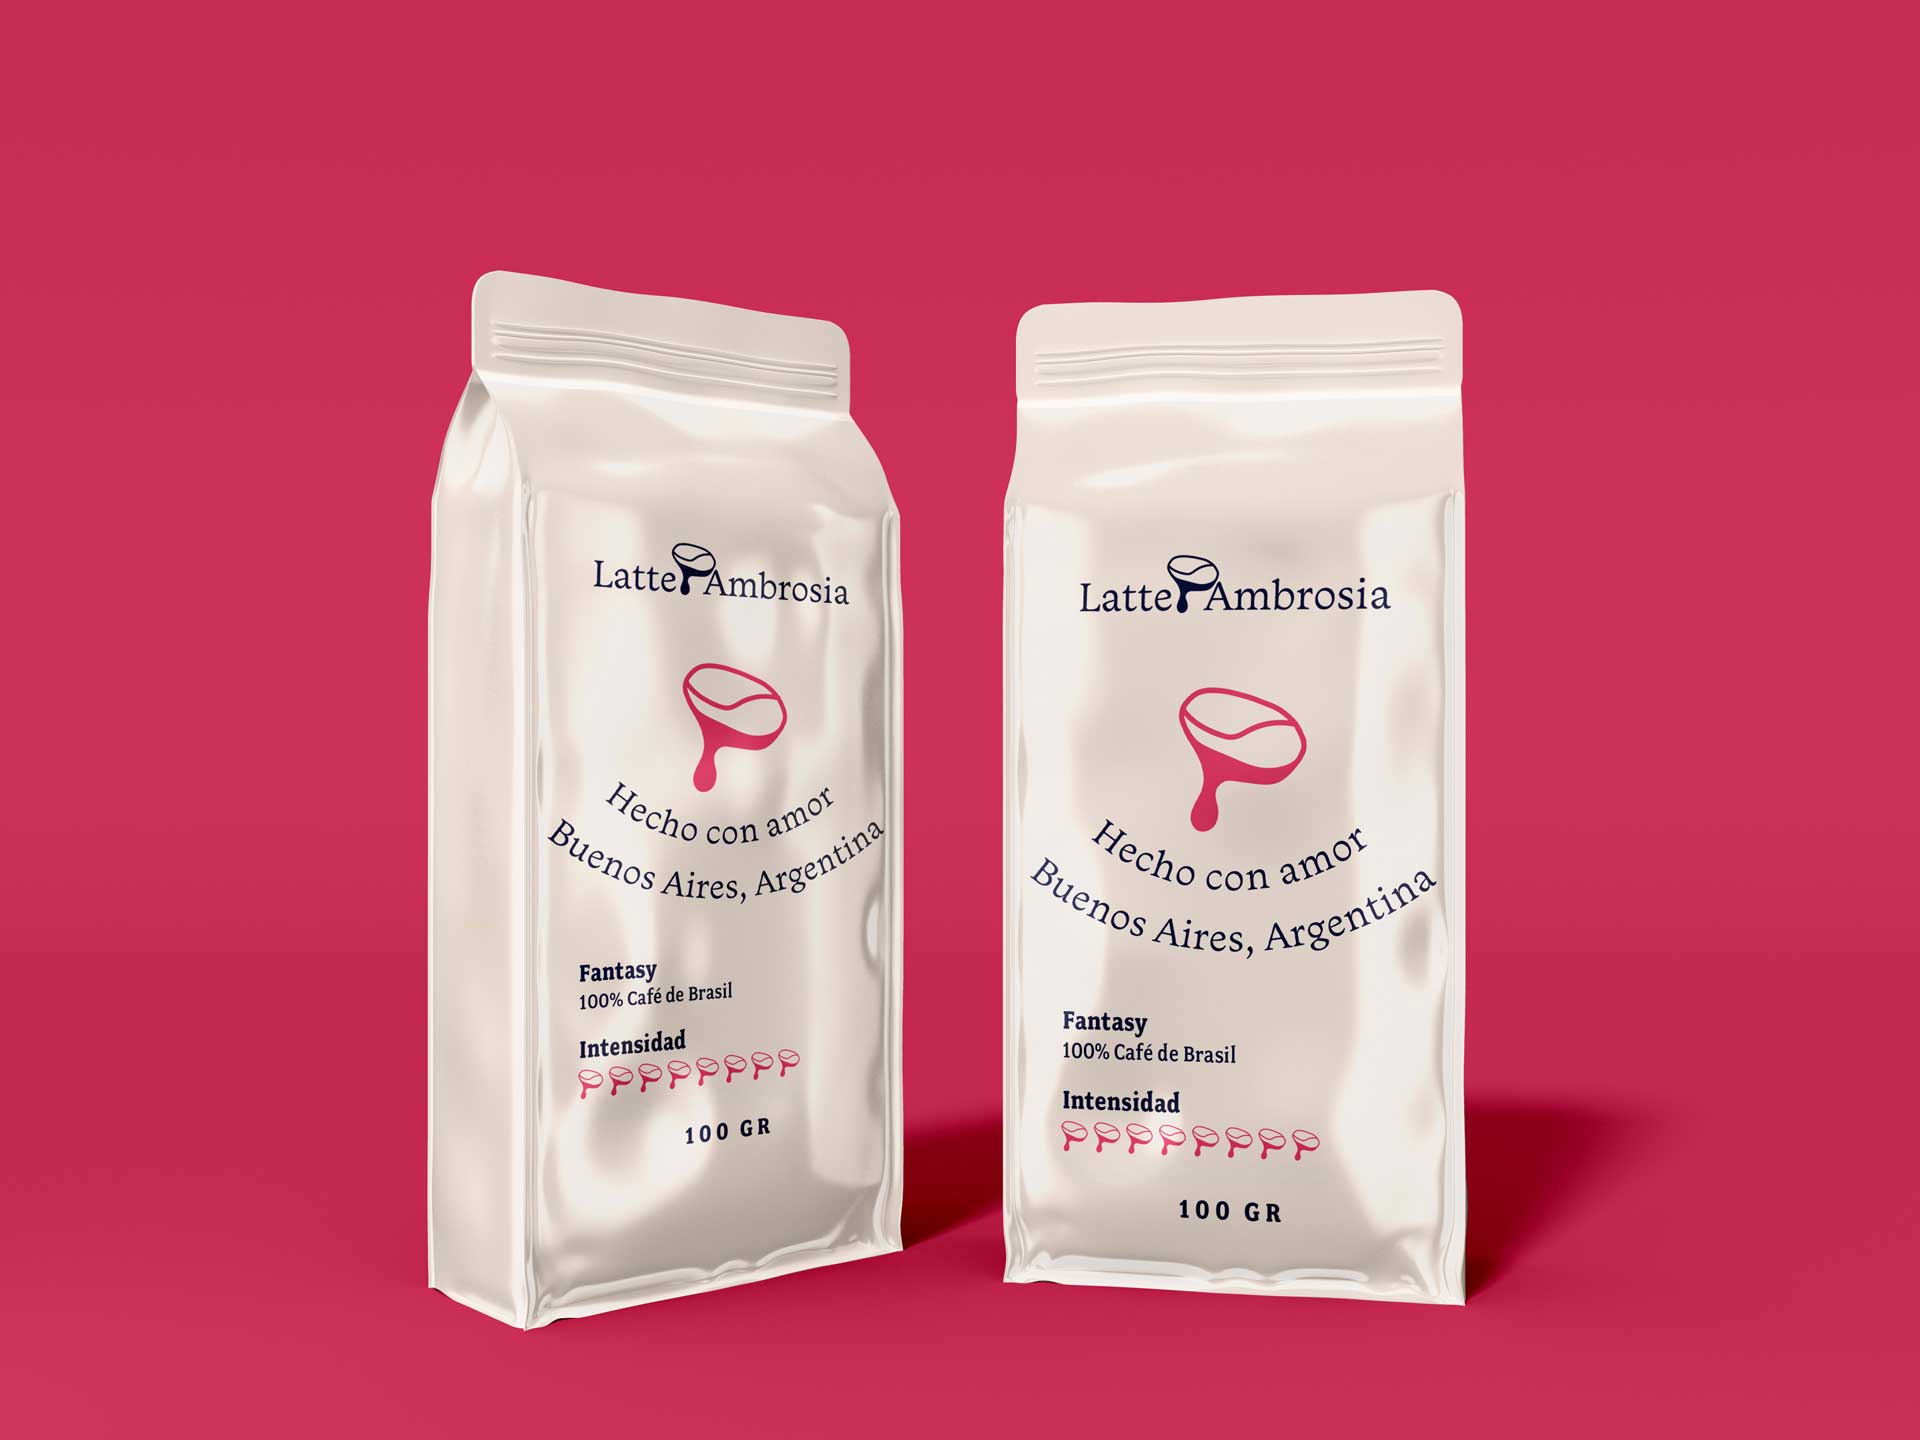 Latte Ambrosia
Hecho con amor
Buenos Aires, Argentina
Fantasy
100% Café de Brasil
Intensidad
100 GR
Latte Ambrosia
Hecho con amor
Buenos Aires, Argentina
Fantasy
100% Café de Brasil
Intensidad
100 GR